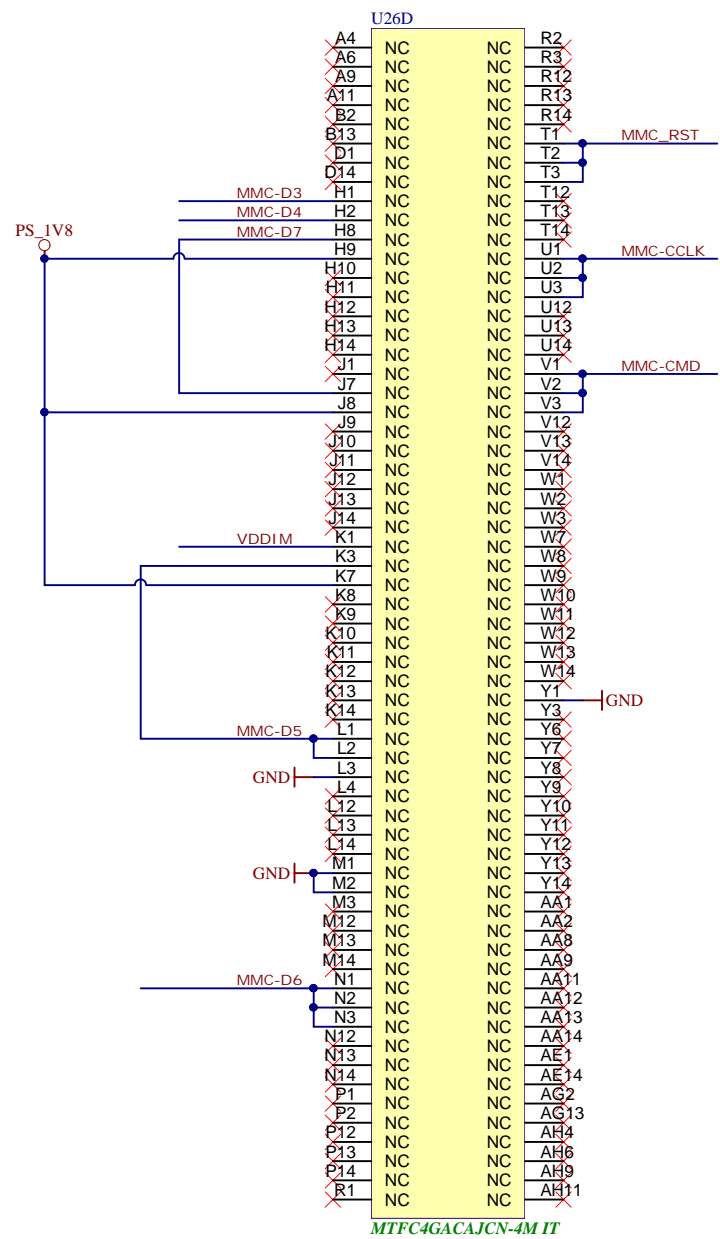 U26D
A4 NC NC R2
A6 NC NC R3
A9 NC NC R12
A11 NC NC R13
B2 NC NC R14
B13 NC NC T1 MMC_RST
D1 NC NC T2
D14 NC NC T3
MMC-D3 H1 NC NC T12
MMC-D4 H2 NC NC T13
PS_1V8 MMC-D7 H8 NC NC T14
H9 NC NC U1 MMC-CCLK
H10 NC NC U2
H11 NC NC U3
H12 NC NC U12
H13 NC NC U13
H14 NC NC U14
J1 NC NC V1 MMC-CMD
J7 NC NC V2
J8 NC NC V3
J9 NC NC V12
J10 NC NC V13
J11 NC NC V14
J12 NC NC W1
J13 NC NC W2
J14 NC NC W3
VDDIM K1 NC NC W7
K3 NC NC W8
K7 NC NC W9
K8 NC NC W10
K9 NC NC W11
K10 NC NC W12
K11 NC NC W13
K12 NC NC W14
K13 NC NC Y1 GND
K14 NC NC Y3
MMC-D5 L1 NC NC Y6
L2 NC NC Y7
GND L3 NC NC Y8
L4 NC NC Y9
L12 NC NC Y10
L13 NC NC Y11
L14 NC NC Y12
GND M1 NC NC Y13
M2 NC NC Y14
M3 NC NC AA1
M12 NC NC AA2
M13 NC NC AA8
M14 NC NC AA9
MMC-D6 N1 NC NC AA11
N2 NC NC AA12
N3 NC NC AA13
N12 NC NC AA14
N13 NC NC AE1
N14 NC NC AE14
P1 NC NC AG2
P2 NC NC AG13
P12 NC NC AH4
P13 NC NC AH6
P14 NC NC AH9
R1 NC NC AH11
MTFC4GACAJCN-4M IT